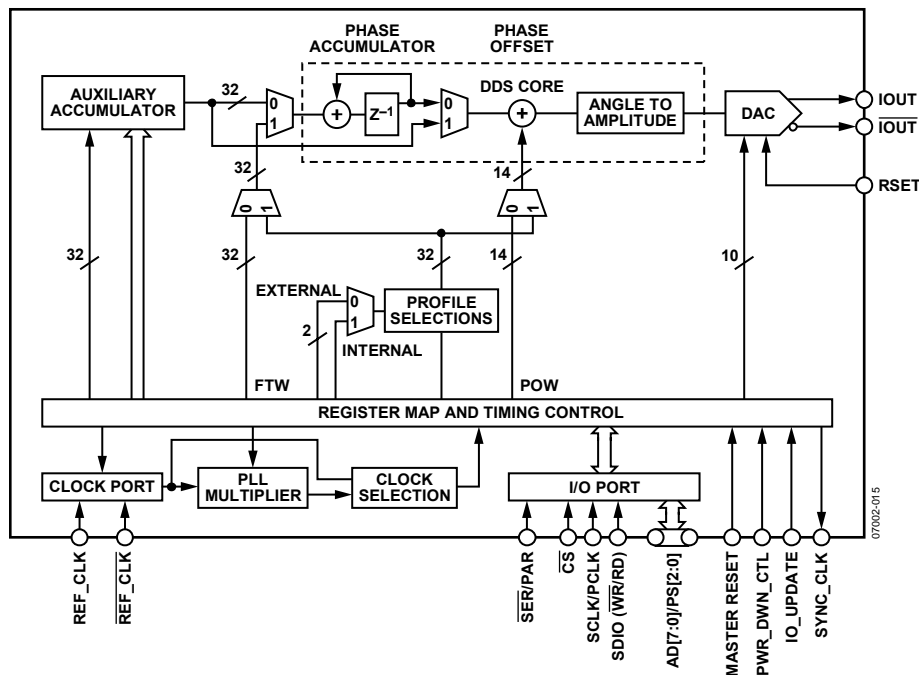 PHASE
ACCUMULATOR
PHASE
OFFSET
AUXILIARY
ACCUMULATOR
32
0
1
+
Z–1
0
1
DDS CORE
+
ANGLE TO
AMPLITUDE
DAC
IOUT
IOUT
RSET
32
14
0
1
0
1
32
32
32
14
10
EXTERNAL
0
1
2
INTERNAL
PROFILE
SELECTIONS
FTW
POW
REGISTER MAP AND TIMING CONTROL
CLOCK PORT
PLL
MULTIPLIER
CLOCK
SELECTION
I/O PORT
REF_CLK
REF_CLK
SER/PAR
CS
SCLK/PCLK
SDIO (WR/RD)
AD[7:0]/PS[2:0]
MASTER RESET
PWR_DWN_CTL
IO_UPDATE
SYNC_CLK
07002-015